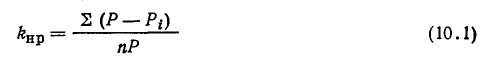 k_нр = Σ (P — P_i) / nP (10.1)